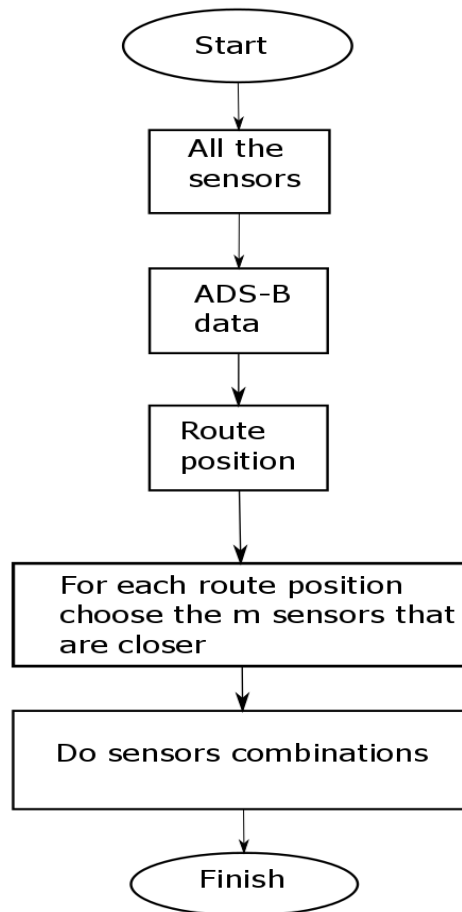 Start
All the
sensors
ADS-B
data
Route
position
For each route position
choose the m sensors that
are closer
Do sensors combinations
Finish